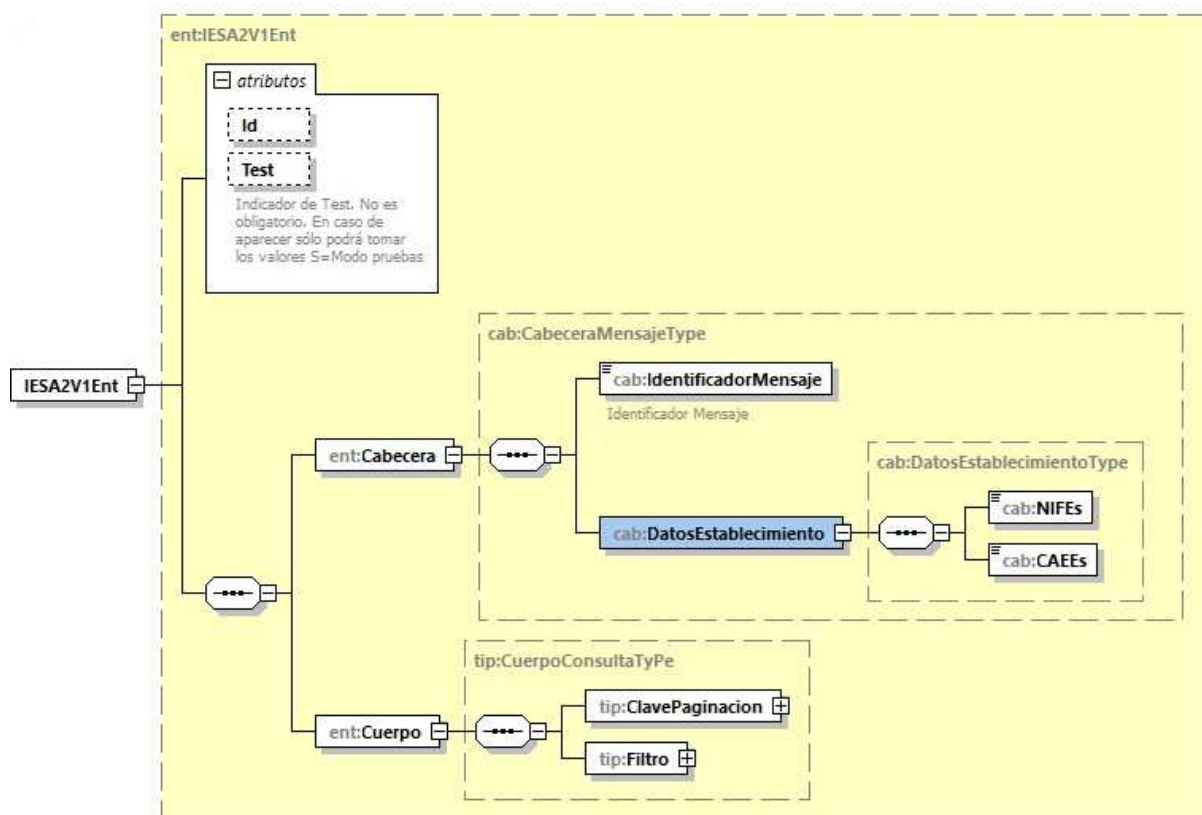 ent:IESA2V1Ent
atributos
Id
Test
Indicador de Test. No es
obligatorio. En caso de
aparecer sólo podrá tomar
los valores S=Modo pruebas
cab:CabeceraMensajeType
IESA2V1Ent
cab:IdentificadorMensaje
Identificador Mensaje
ent:Cabecera
cab:DatosEstablecimientoType
cab:NIFEs
cab:DatosEstablecimiento
cab:CAEEs
tip:CuerpoConsultaTyPe
tip:ClavePaginacion
ent:Cuerpo
tip:Filtro